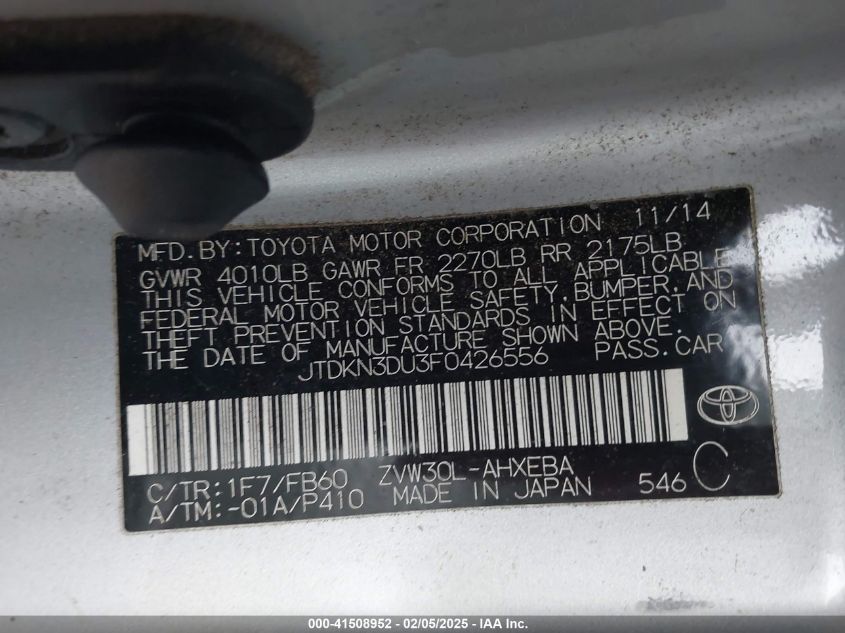 MFD.BY:TOYOTA MOTOR CORPORATION 11/14
GVWR 4010LB GAWR FR 2270LB RR 2175LB
THIS VEHICLE CONFORMS TO ALL APPLICABLE
FEDERAL MOTOR VEHICLE SAFETY,BUMPER,AND
THEFT PREVENTION STANDARDS IN EFFECT ON
THE DATE OF MANUFACTURE SHOWN ABOVE.
JTDKN3DU3F0426556 PASS.CAR
C/TR:1F7/FB60 ZVW30L-AHXEBA
A/TM:-01A/P410 MADE IN JAPAN 546 C
000-41508952 - 02/05/2025 - IAA Inc.